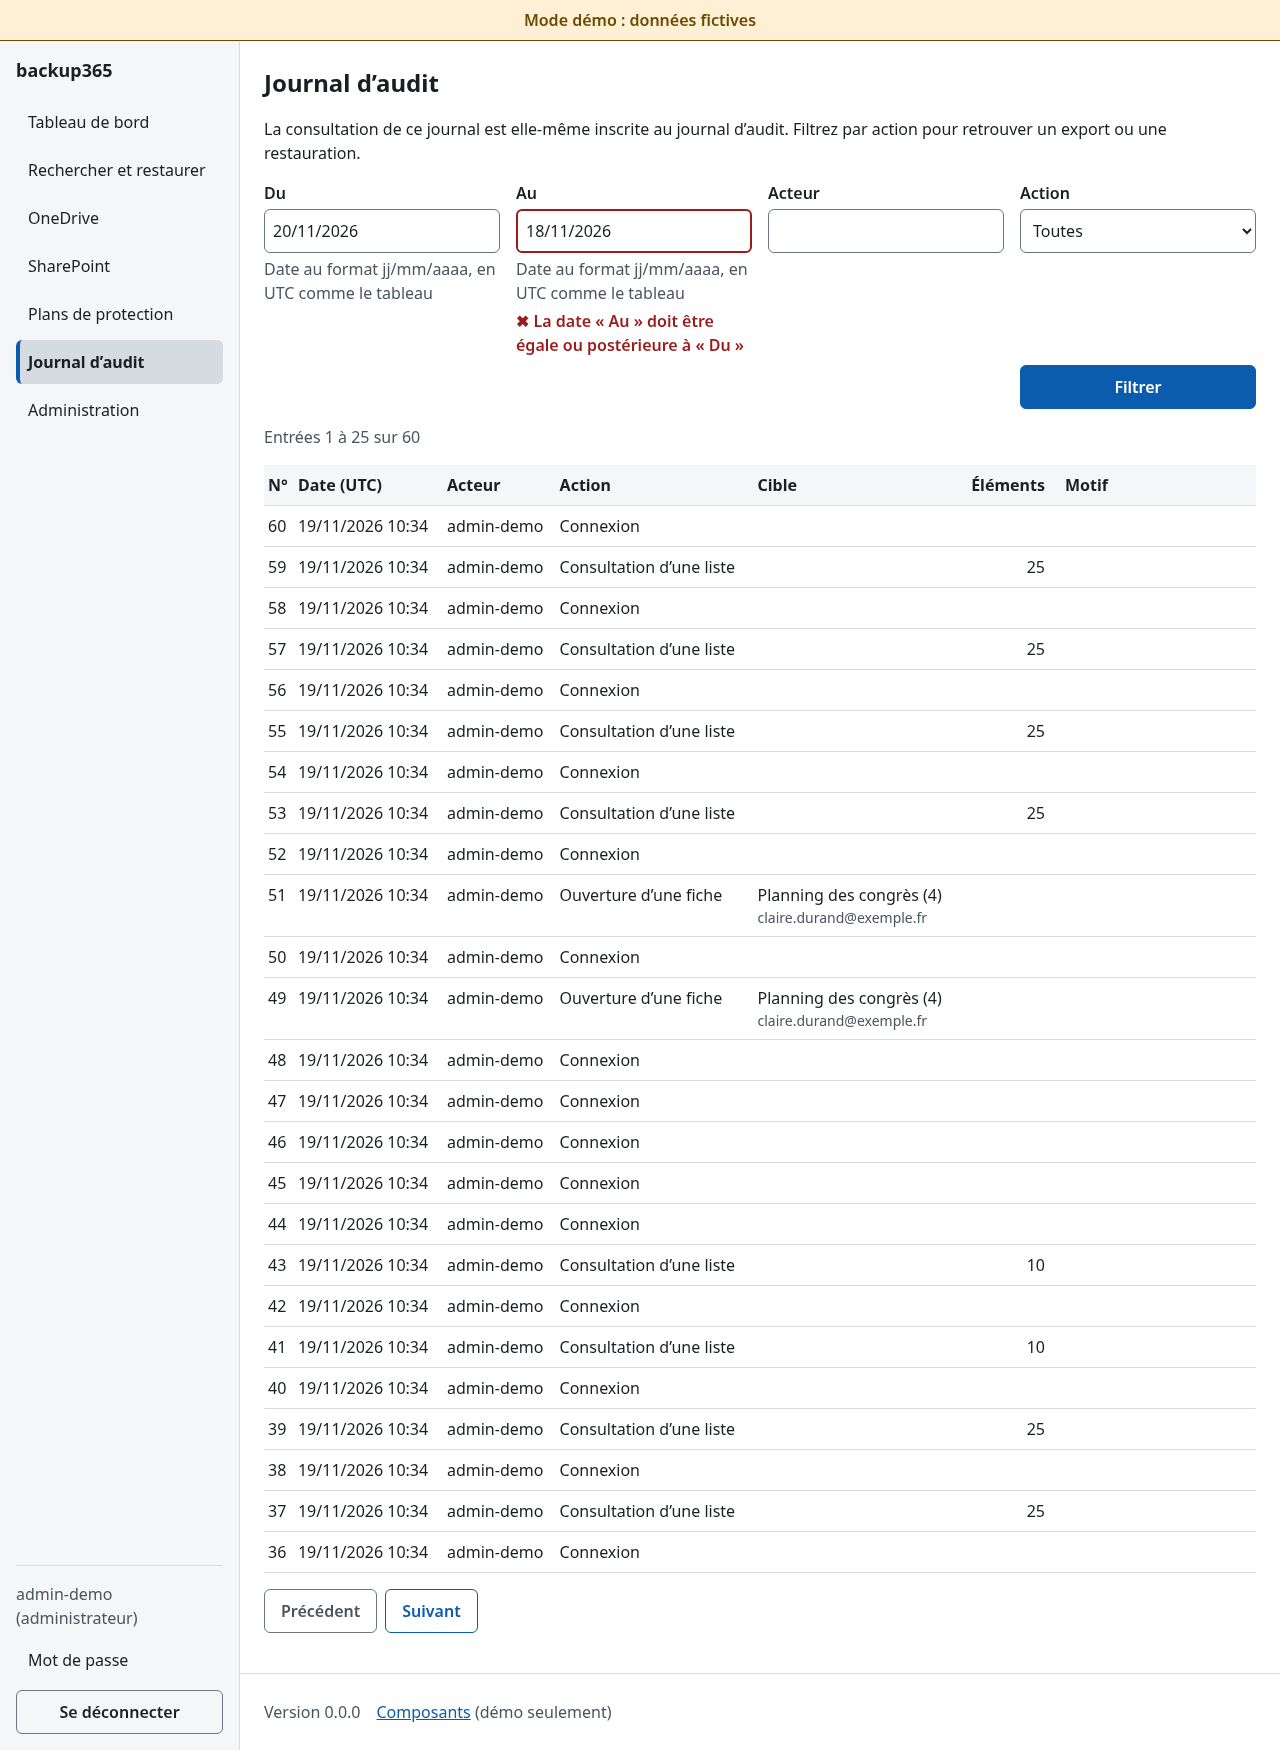 Mode démo : données fictives
backup365
Tableau de bord
Rechercher et restaurer
OneDrive
SharePoint
Plans de protection
Journal d’audit
Administration
admin-demo
(administrateur)
Mot de passe
Se déconnecter
Journal d’audit
La consultation de ce journal est elle-même inscrite au journal d’audit. Filtrez par action pour retrouver un export ou une
restauration.
Du
20/11/2026
Date au format jj/mm/aaaa, en
UTC comme le tableau
Au
18/11/2026
Date au format jj/mm/aaaa, en
UTC comme le tableau
✖ La date « Au » doit être
égale ou postérieure à « Du »
Acteur
Action
Toutes
Filtrer
Entrées 1 à 25 sur 60
N° Date (UTC) Acteur Action Cible Éléments Motif
60 19/11/2026 10:34 admin-demo Connexion
59 19/11/2026 10:34 admin-demo Consultation d’une liste 25
58 19/11/2026 10:34 admin-demo Connexion
57 19/11/2026 10:34 admin-demo Consultation d’une liste 25
56 19/11/2026 10:34 admin-demo Connexion
55 19/11/2026 10:34 admin-demo Consultation d’une liste 25
54 19/11/2026 10:34 admin-demo Connexion
53 19/11/2026 10:34 admin-demo Consultation d’une liste 25
52 19/11/2026 10:34 admin-demo Connexion
51 19/11/2026 10:34 admin-demo Ouverture d’une fiche Planning des congrès (4)
claire.durand@exemple.fr
50 19/11/2026 10:34 admin-demo Connexion
49 19/11/2026 10:34 admin-demo Ouverture d’une fiche Planning des congrès (4)
claire.durand@exemple.fr
48 19/11/2026 10:34 admin-demo Connexion
47 19/11/2026 10:34 admin-demo Connexion
46 19/11/2026 10:34 admin-demo Connexion
45 19/11/2026 10:34 admin-demo Connexion
44 19/11/2026 10:34 admin-demo Connexion
43 19/11/2026 10:34 admin-demo Consultation d’une liste 10
42 19/11/2026 10:34 admin-demo Connexion
41 19/11/2026 10:34 admin-demo Consultation d’une liste 10
40 19/11/2026 10:34 admin-demo Connexion
39 19/11/2026 10:34 admin-demo Consultation d’une liste 25
38 19/11/2026 10:34 admin-demo Connexion
37 19/11/2026 10:34 admin-demo Consultation d’une liste 25
36 19/11/2026 10:34 admin-demo Connexion
Précédent Suivant
Version 0.0.0 Composants (démo seulement)